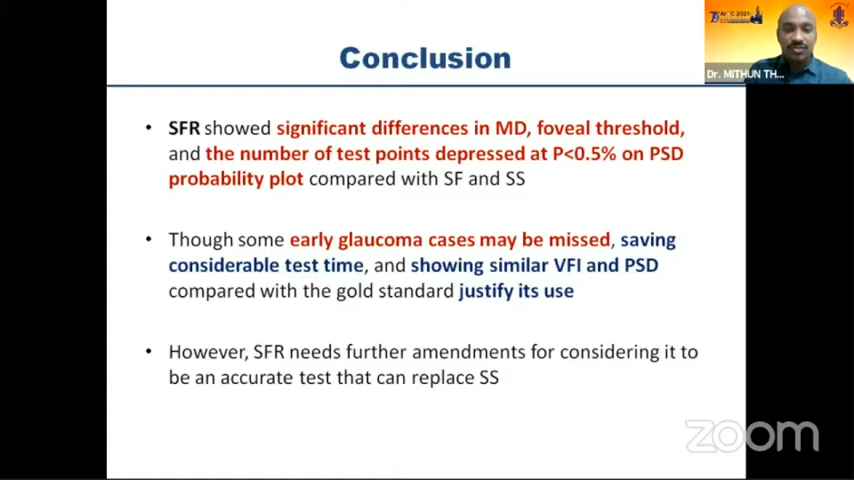 Conclusion
• SFR showed significant differences in MD, foveal threshold,
and the number of test points depressed at P<0.5% on PSD
probability plot compared with SF and SS
• Though some early glaucoma cases may be missed, saving
considerable test time, and showing similar VFI and PSD
compared with the gold standard justify its use
• However, SFR needs further amendments for considering it to
be an accurate test that can replace SS
2021
Dr. MITHUN TH...
zoom